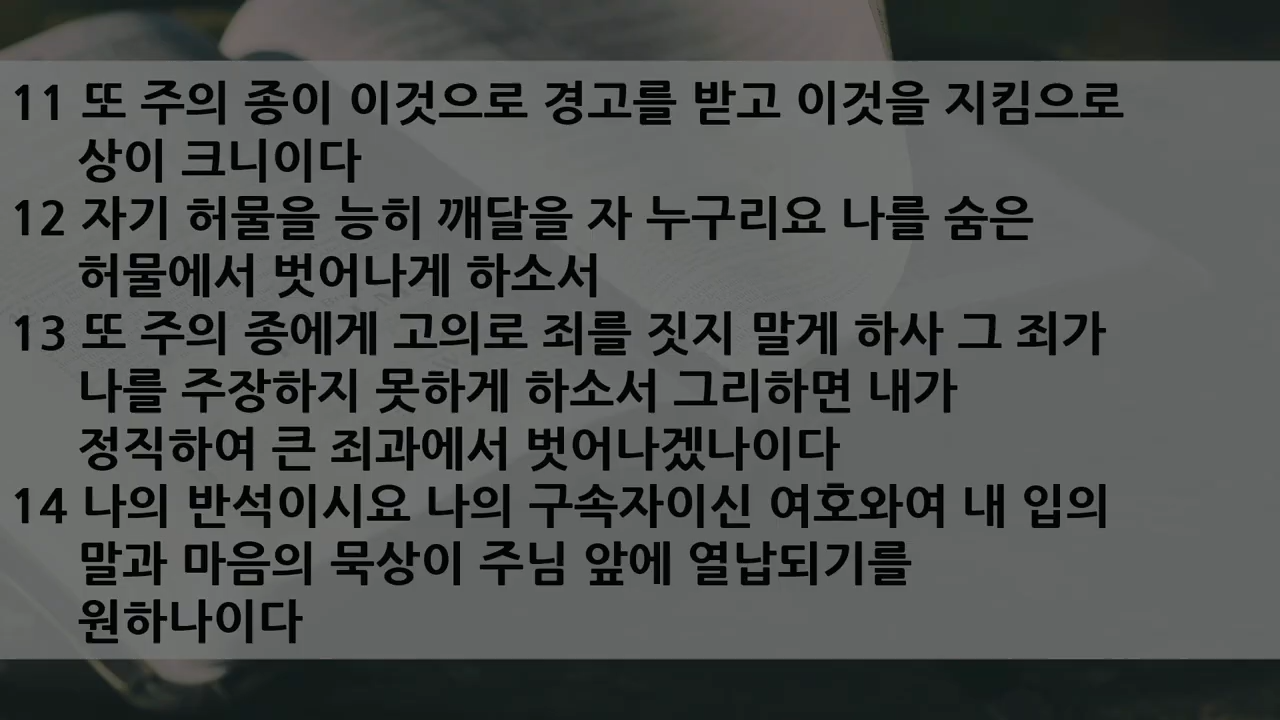 11 또 주의 종이 이것으로 경고를 받고 이것을 지킴으로
상이 크니이다
12 자기 허물을 능히 깨달을 자 누구리요 나를 숨은
허물에서 벗어나게 하소서
13 또 주의 종에게 고의로 죄를 짓지 말게 하사 그 죄가
나를 주장하지 못하게 하소서 그리하면 내가
정직하여 큰 죄과에서 벗어나겠나이다
14 나의 반석이시요 나의 구속자이신 여호와여 내 입의
말과 마음의 묵상이 주님 앞에 열납되기를
원하나이다